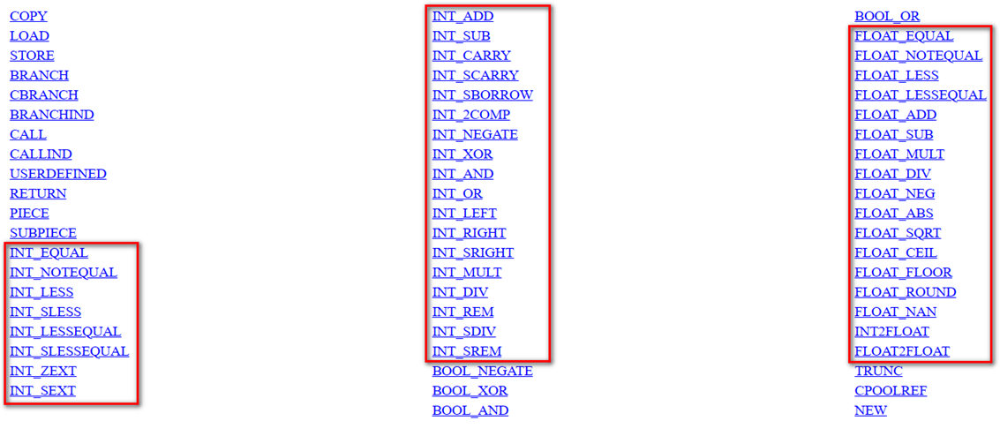 COPY
LOAD
STORE
BRANCH
CBRANCH
BRANCHIND
CALL
CALLIND
USERDEFINED
RETURN
PIECE
SUBPIECE
INT_EQUAL
INT_NOTEQUAL
INT_LESS
INT_SLESS
INT_LESSEQUAL
INT_SLESSEQUAL
INT_ZEXT
INT_SEXT
INT_ADD
INT_SUB
INT_CARRY
INT_SCARRY
INT_SBORROW
INT_2COMP
INT_NEGATE
INT_XOR
INT_AND
INT_OR
INT_LEFT
INT_RIGHT
INT_SRIGHT
INT_MULT
INT_DIV
INT_REM
INT_SDIV
INT_SREM
BOOL_NEGATE
BOOL_XOR
BOOL_AND
BOOL_OR
FLOAT_EQUAL
FLOAT_NOTEQUAL
FLOAT_LESS
FLOAT_LESSEQUAL
FLOAT_ADD
FLOAT_SUB
FLOAT_MULT
FLOAT_DIV
FLOAT_NEG
FLOAT_ABS
FLOAT_SQRT
FLOAT_CEIL
FLOAT_FLOOR
FLOAT_ROUND
FLOAT_NAN
INT2FLOAT
FLOAT2FLOAT
TRUNC
CPOOLREF
NEW